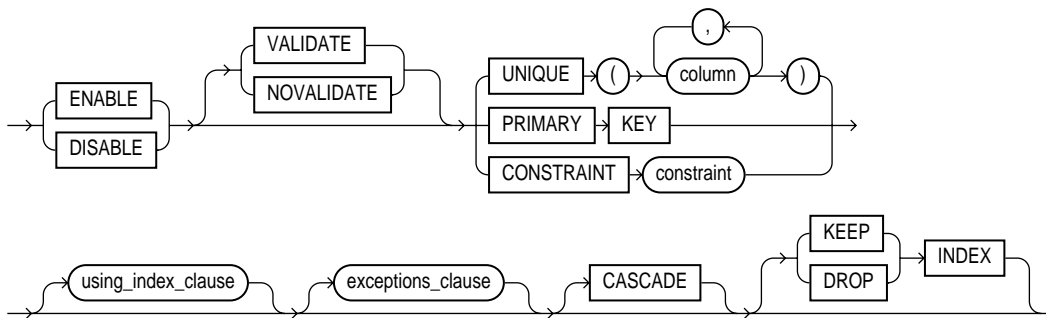 ENABLE
DISABLE
VALIDATE
NOVALIDATE
,
UNIQUE ( column )
PRIMARY KEY
CONSTRAINT constraint
using_index_clause exceptions_clause CASCADE
KEEP
DROP
INDEX